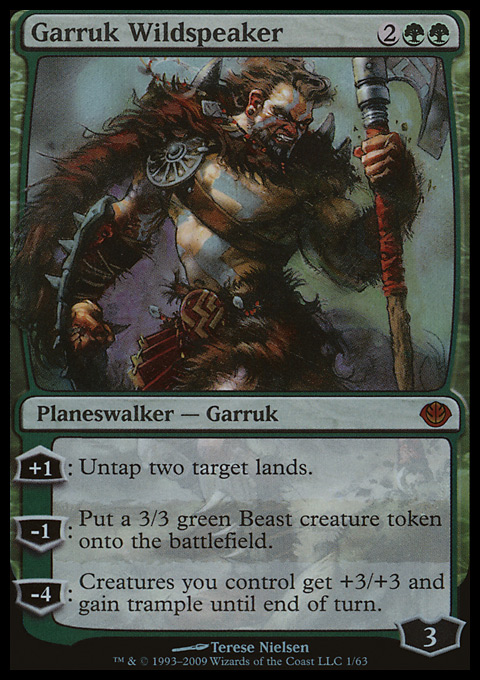 Garruk Wildspeaker 2
Planeswalker — Garruk
+1 : Untap two target lands.
-1 : Put a 3/3 green Beast creature token
onto the battlefield.
-4 : Creatures you control get +3/+3 and
gain trample until end of turn.
3
Terese Nielsen
™ & © 1993–2009 Wizards of the Coast LLC 1/63